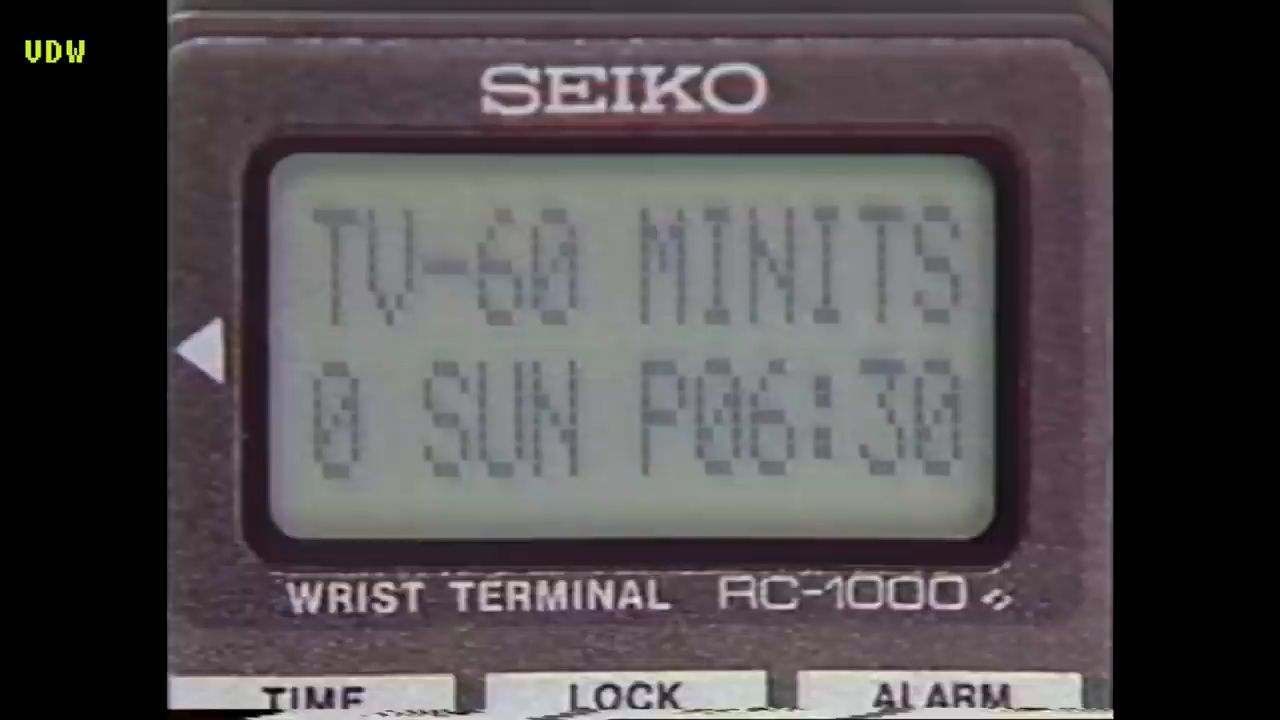 VDW
SEIKO
TV-60 MINITS
0 SUN P06:30
WRIST TERMINAL RC-1000
TIME LOCK ALARM